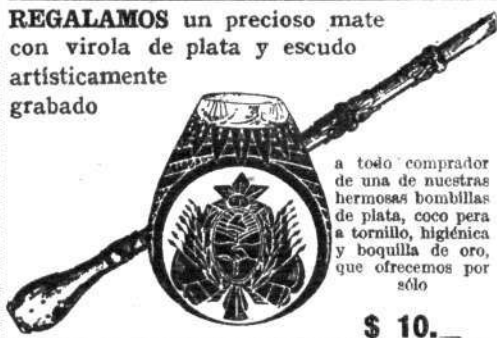 REGALAMOS un precioso mate
con virola de plata y escudo
artísticamente
grabado
a todo comprador
de una de nuestras
hermosas bombillas
de plata, coco pera
a tornillo, higiénica
y boquilla de oro,
que ofrecemos por
sólo
$ 10.—